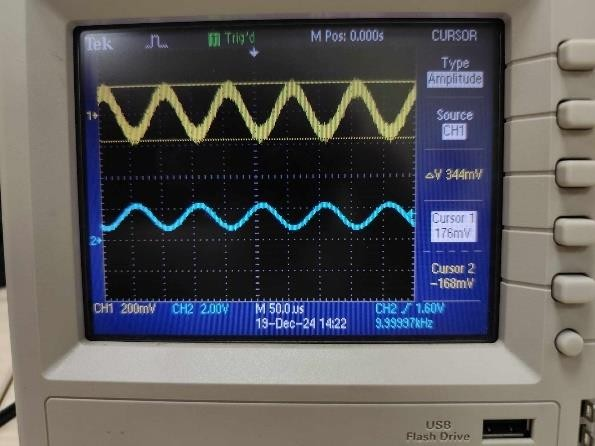 Tek Trig'd M Pos: 0.000s CURSOR
Type
Amplitude
1
Source
CH1
ΔV 344mV
Cursor 1
176mV
2
Cursor 2
-168mV
CH1 200mV CH2 2.00V M 50.0us CH2 1.60V
19-Dec-24 14:22 9.99997kHz
USB
Flash Drive